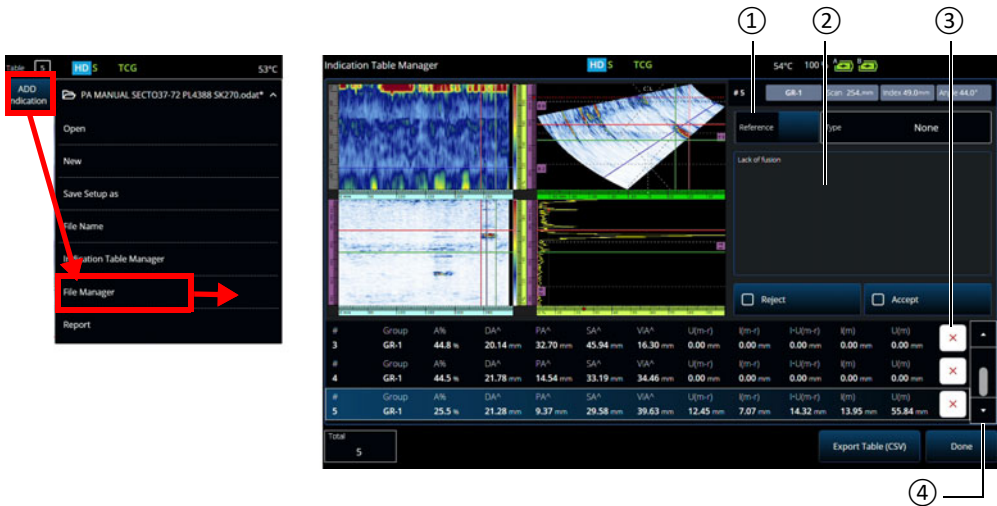 ① ② ③
Table 5 HD S TCG 53°C
ADD
Indication
PA MANUAL SECTO37-72 PL4388 SK270.odat*
Open
New
Save Setup as
File Name
Indication Table Manager
File Manager
Report
Indication Table Manager HD S TCG 54°C 100 % A B
# 5 GR-1 Scan 254.mm Index 49.0mm Angle 44.0°
Reference Type None
Lack of fusion
Reject Accept
# Group A% DA^ PA^ SA^ ViA^ U(m-r) I(m-r) I-U(m-r) I(m) U(m)
3 GR-1 44.8 % 20.14 mm 32.70 mm 45.94 mm 16.30 mm 0.00 mm 0.00 mm 0.00 mm 0.00 mm 0.00 mm
# Group A% DA^ PA^ SA^ ViA^ U(m-r) I(m-r) I-U(m-r) I(m) U(m)
4 GR-1 44.5 % 21.78 mm 14.54 mm 33.19 mm 34.46 mm 0.00 mm 0.00 mm 0.00 mm 0.00 mm 0.00 mm
# Group A% DA^ PA^ SA^ ViA^ U(m-r) I(m-r) I-U(m-r) I(m) U(m)
5 GR-1 25.5 % 21.28 mm 9.37 mm 29.58 mm 39.63 mm 12.45 mm 7.07 mm 14.32 mm 13.95 mm 55.84 mm
Total
5
Export Table (CSV) Done
④